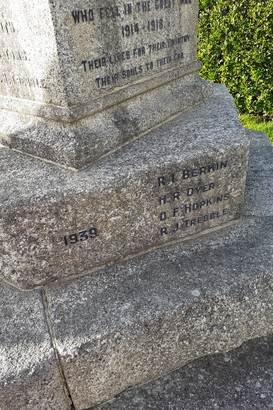 WHO FELL IN THE GREAT WAR
1914-1918.
THEIR LIVES FOR THEIR COUNTRY
THEIR SOULS TO THEIR GOD.
1939
R. L. BERRIN
H. R. DYER
O. F. HOPKINS
R. J. TREBBLE